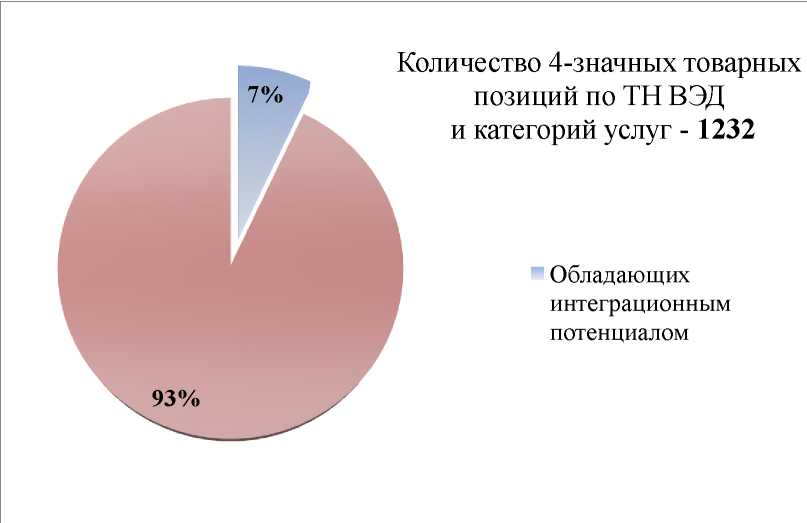 Количество 4-значных товарных
позиций по ТН ВЭД
и категорий услуг - 1232
7%
Обладающих
интеграционным
потенциалом
93%